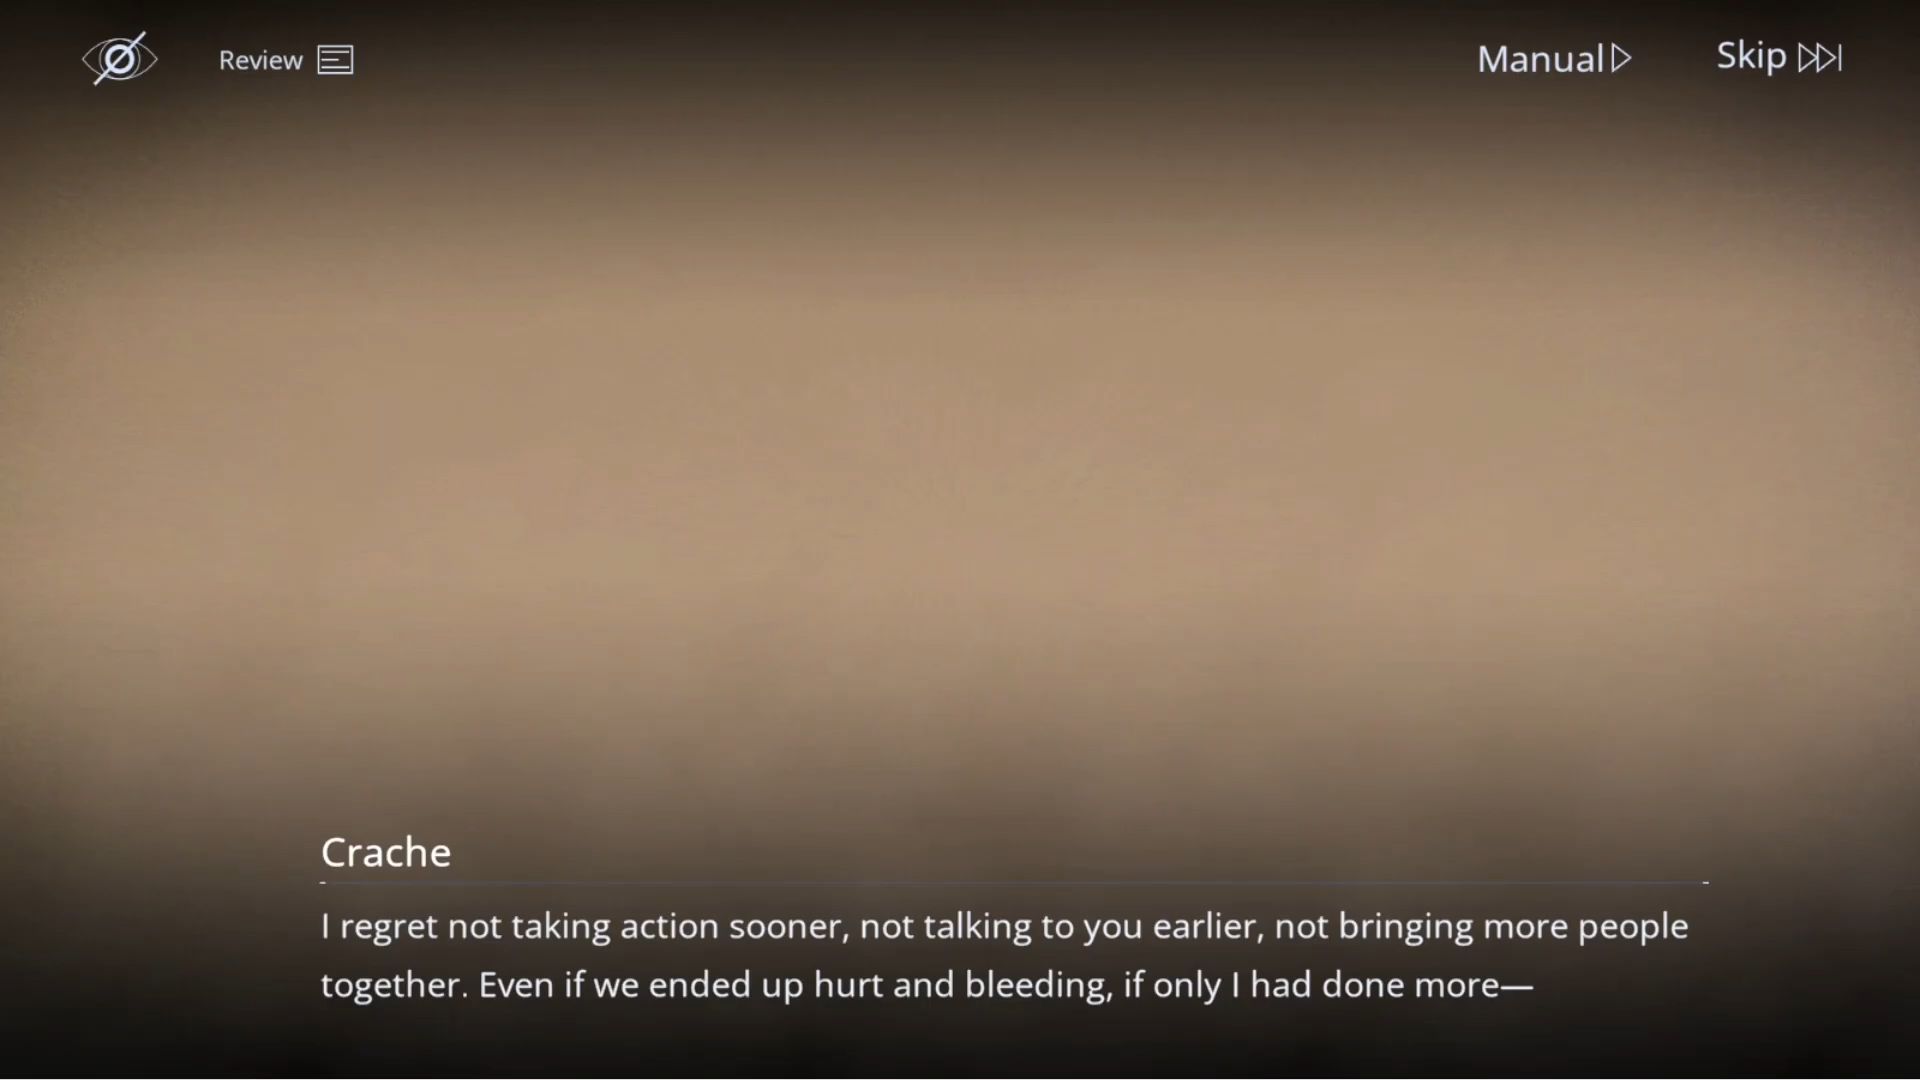 Review
Manual
Skip
Crache
I regret not taking action sooner, not talking to you earlier, not bringing more people
together. Even if we ended up hurt and bleeding, if only I had done more—